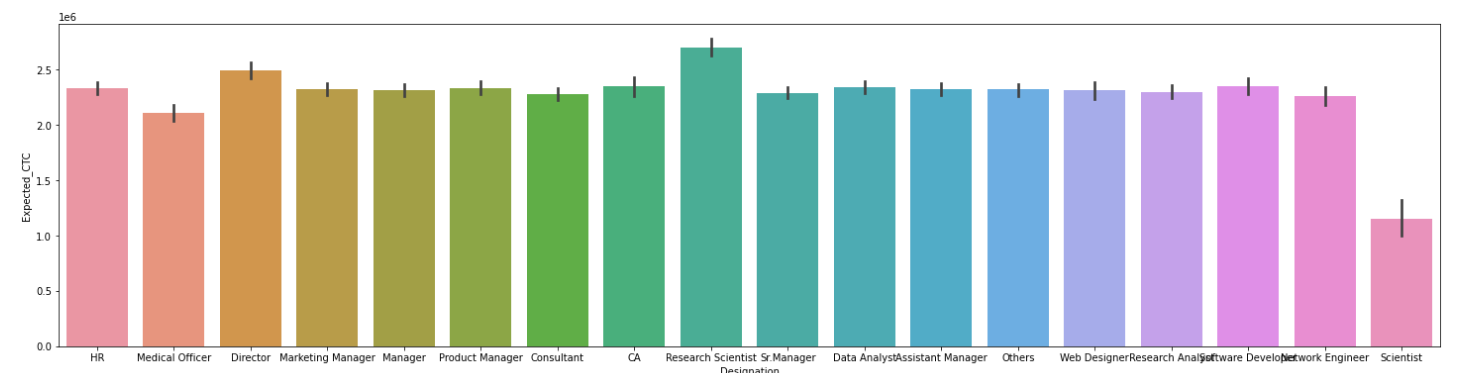 1e6
2.5
2.0
1.5
1.0
0.5
0.0
Expected_CTC
HR Medical Officer Director Marketing Manager Manager Product Manager Consultant CA Research Scientist Sr.Manager Data Analyst Assistant Manager Others Web Designer Research Analyst Software Developer Network Engineer Scientist
Designation